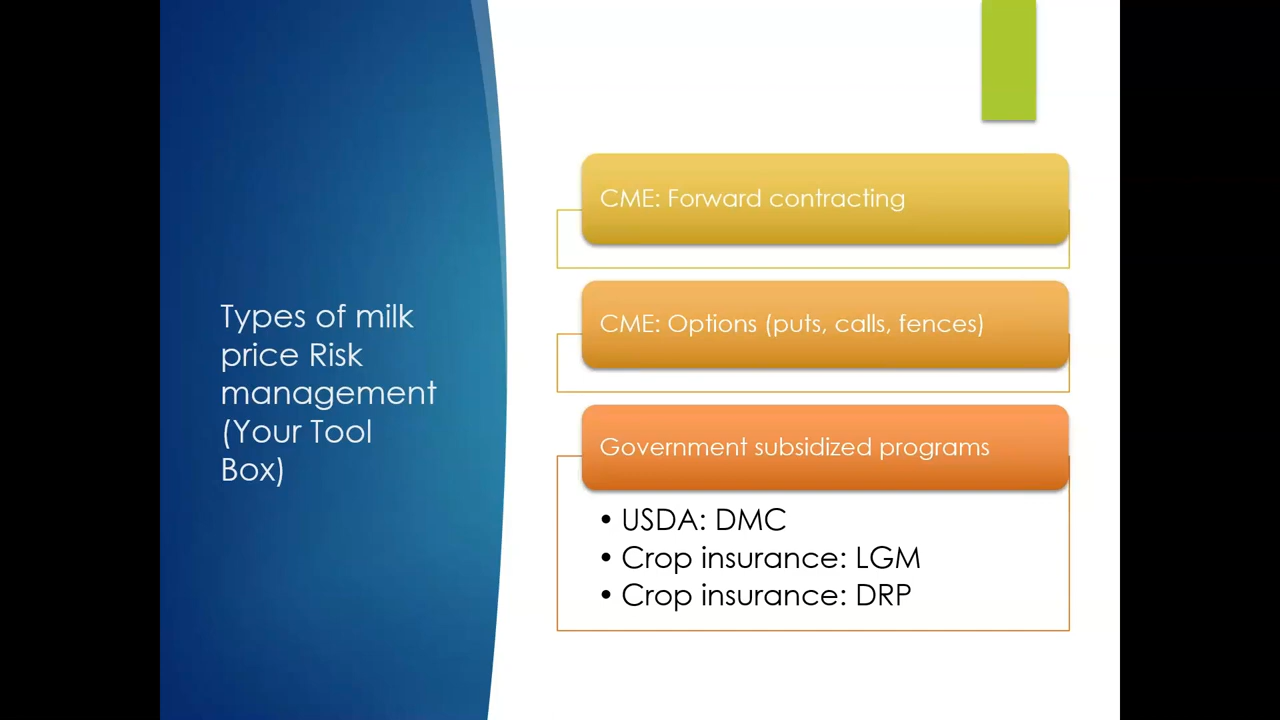 Types of milk
price Risk
management
(Your Tool
Box)
CME: Forward contracting
CME: Options (puts, calls, fences)
Government subsidized programs
• USDA: DMC
• Crop insurance: LGM
• Crop insurance: DRP